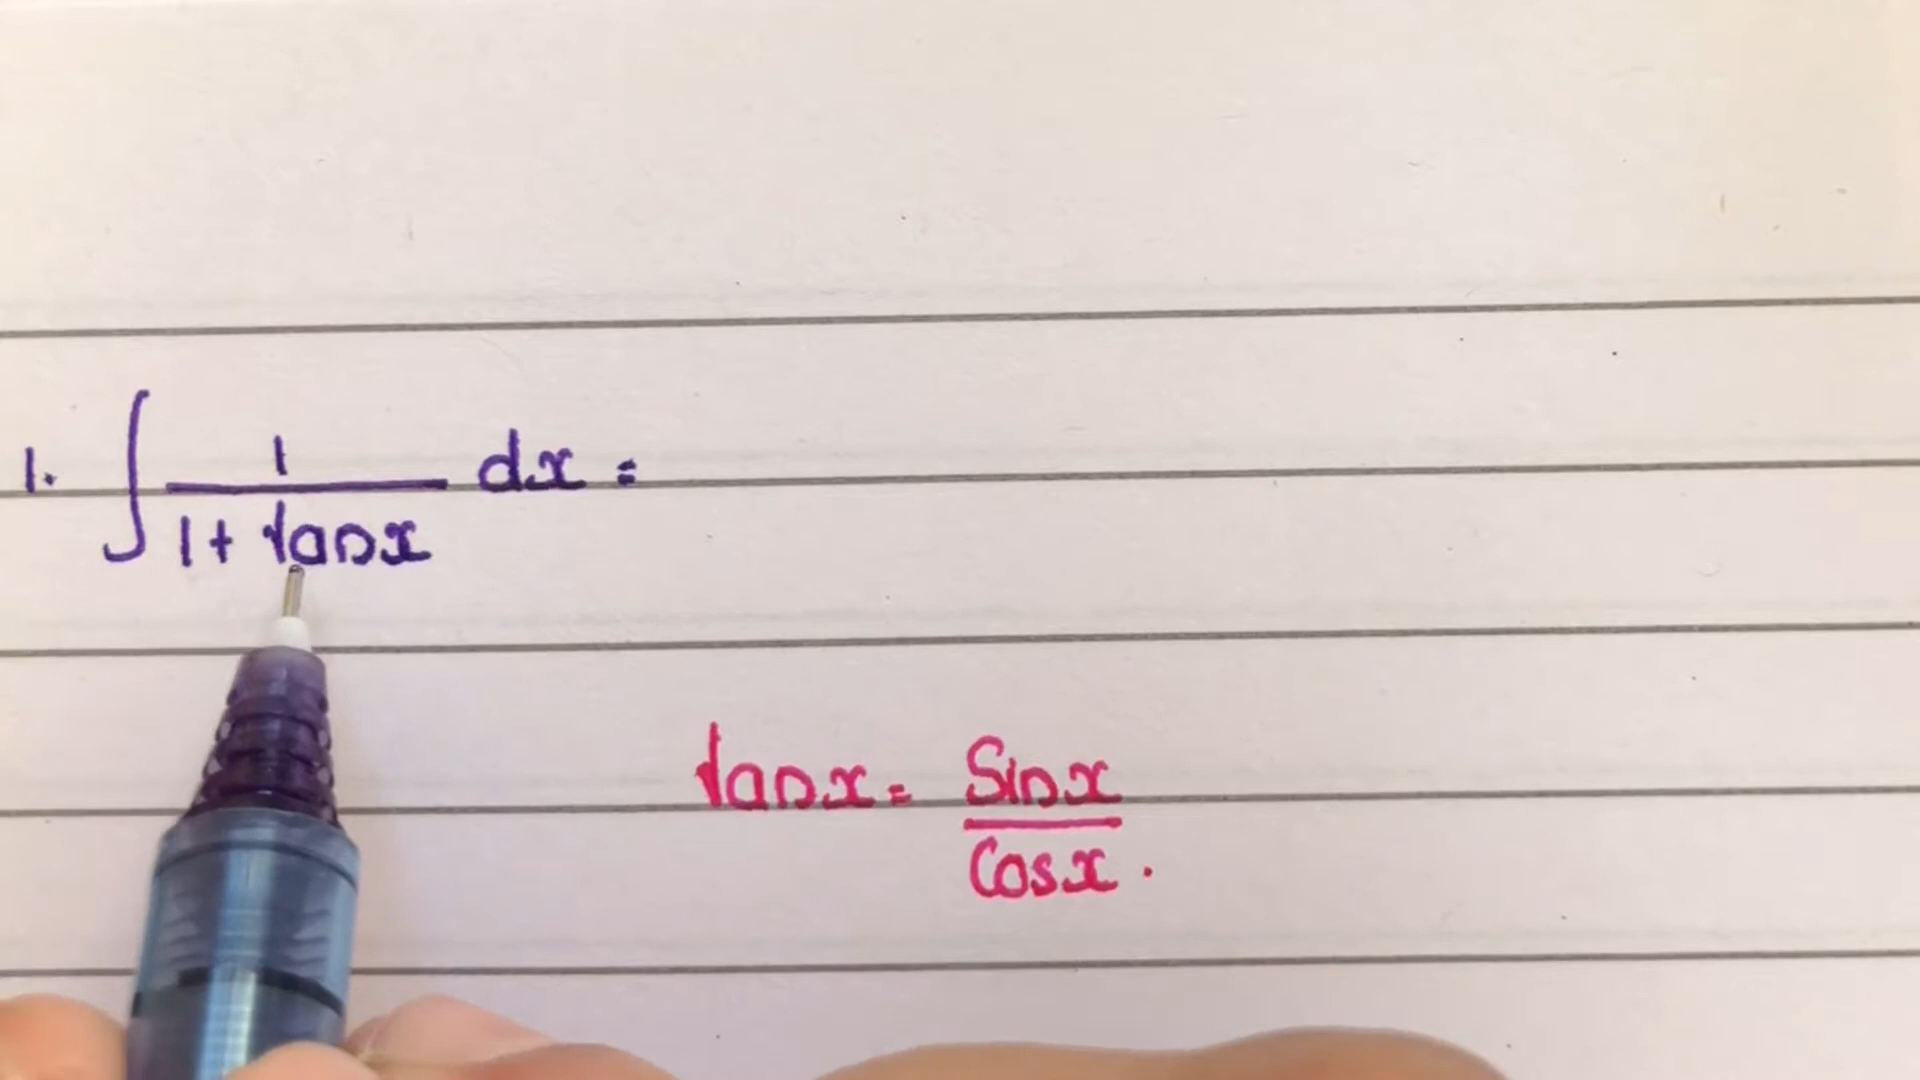 1. ∫ 1/(1 + tanx) dx =
tanx = Sinx/Cosx .